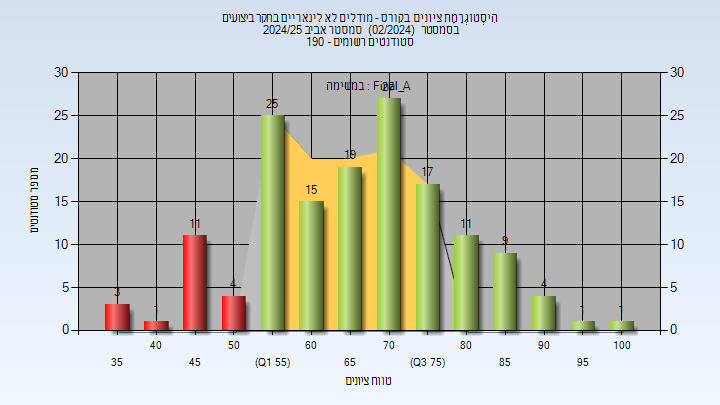 היסטוגרמת ציונים בקורס - מודלים לא לינאריים בחקר ביצועים
בסמסטר (02/2024) סמסטר אביב 2024/25
סטודנטים רשומים - 190
במשימה : Final_A
30 30
25 25
20 20
15 15
10 10
5 5
0 0
3 1 11 4 25 15 19 27 17 11 9 4 1 1
מספר סטודנטים
40 50 60 70 80 90 100
35 45 (Q1 55) 65 (Q3 75) 85 95
טווח ציונים